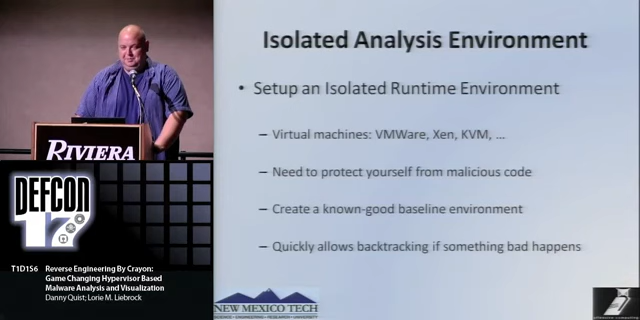 Isolated Analysis Environment
• Setup an Isolated Runtime Environment
– Virtual machines: VMWare, Xen, KVM, ...
– Need to protect yourself from malicious code
– Create a known-good baseline environment
– Quickly allows backtracking if something bad happens
RIVIERA
DEFCON
17
T1D156
Reverse Engineering By Crayon:
Game Changing Hypervisor Based
Malware Analysis and Visualization
Danny Quist; Lorie M. Liebrock
NEW MEXICO TECH